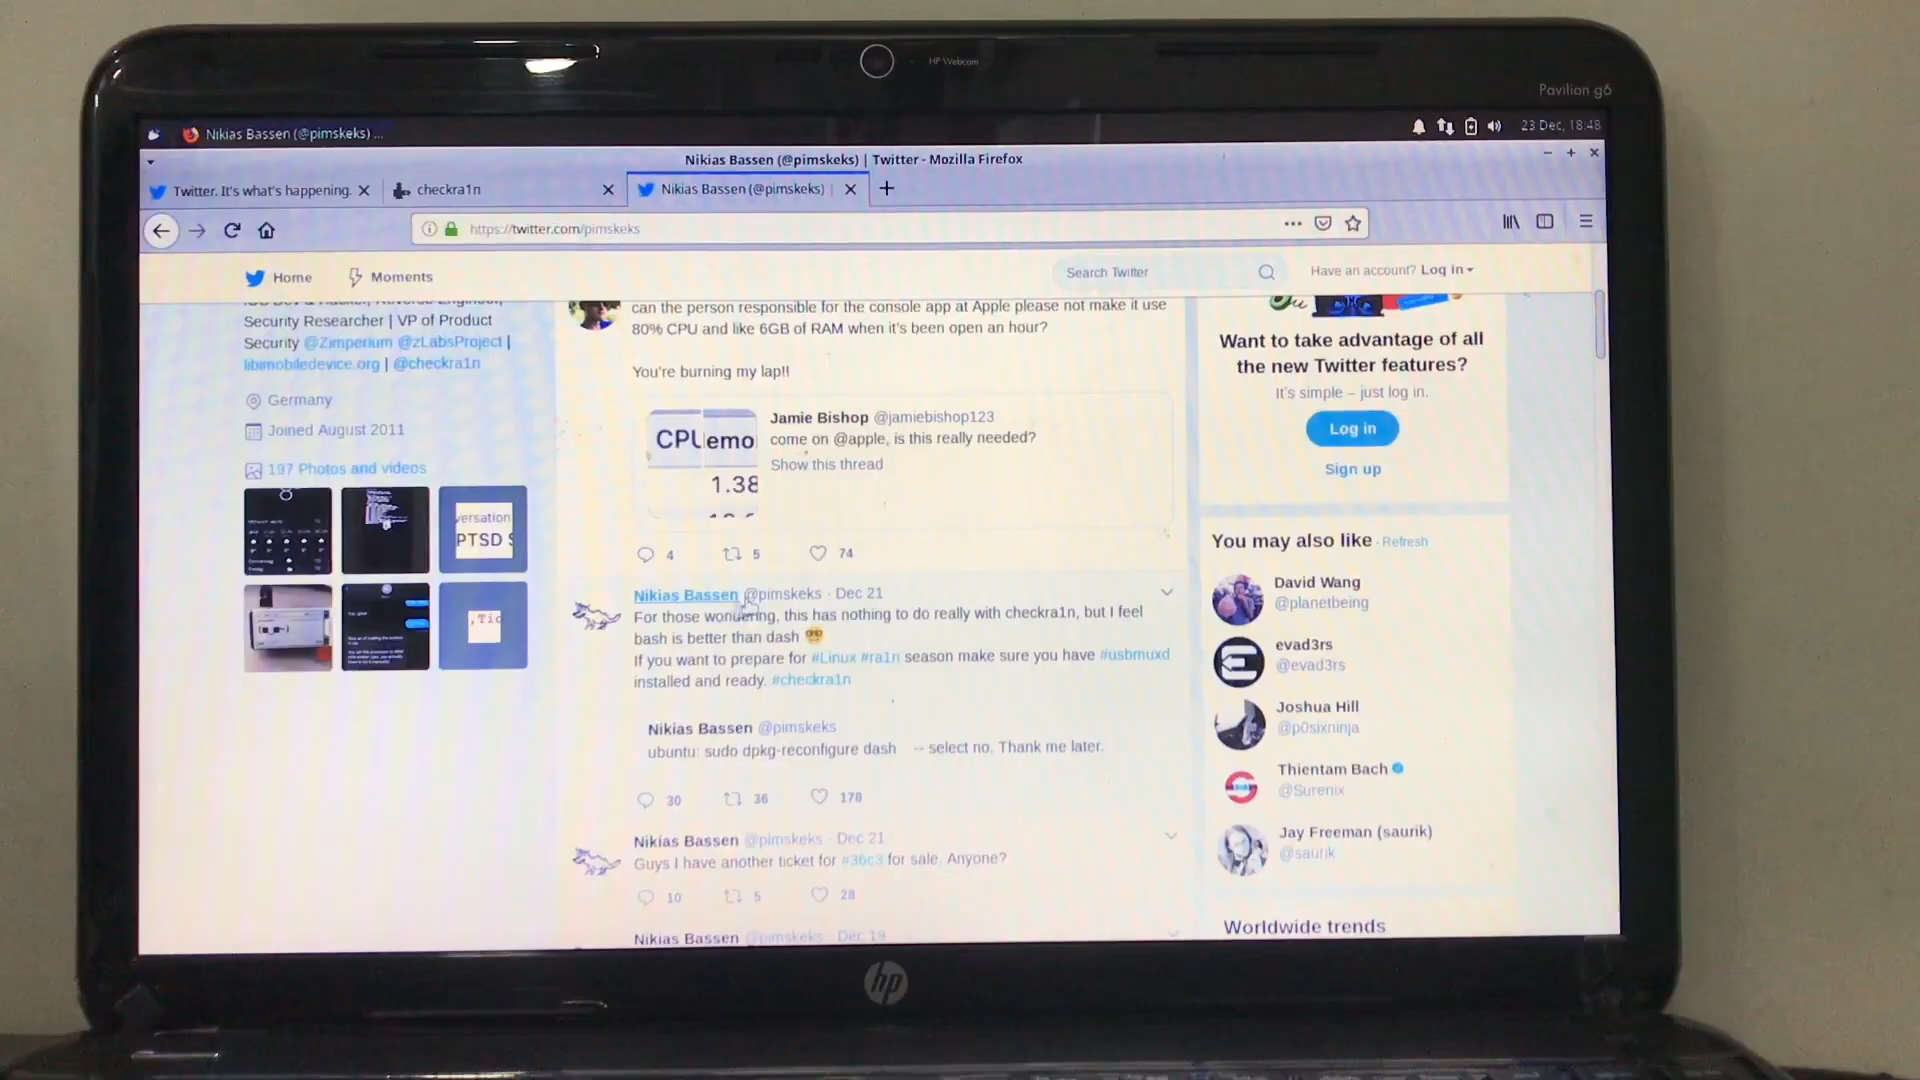 HP Webcam
Pavilion g6
Nikias Bassen (@pimskeks) ...
23 Dec, 18:48
Nikias Bassen (@pimskeks) | Twitter - Mozilla Firefox
Twitter. It's what's happening.
checkra1n
Nikias Bassen (@pimskeks) |
https://twitter.com/pimskeks
Home
Moments
Search Twitter
Have an account? Log in
Security Researcher | VP of Product
Security @Zimperium @zLabsProject |
libimobiledevice.org | @checkra1n
Germany
Joined August 2011
197 Photos and videos
versation
PTSD S
,Tic
can the person responsible for the console app at Apple please not make it use
80% CPU and like 6GB of RAM when it's been open an hour?
You're burning my lap!!
CPU
emo
1.38
Jamie Bishop @jamiebishop123
come on @apple, is this really needed?
Show this thread
4 5 74
Nikias Bassen @pimskeks · Dec 21
For those wondering, this has nothing to do really with checkra1n, but I feel
bash is better than dash
If you want to prepare for #Linux #ra1n season make sure you have #usbmuxd
installed and ready. #checkra1n
Nikias Bassen @pimskeks
ubuntu: sudo dpkg-reconfigure dash -- select no. Thank me later.
30 36 178
Nikias Bassen @pimskeks · Dec 21
Guys I have another ticket for #36c3 for sale. Anyone?
10 5 28
Nikias Bassen @pimskeks · Dec 19
Want to take advantage of all
the new Twitter features?
It's simple – just log in.
Log in
Sign up
You may also like · Refresh
David Wang
@planetbeing
evad3rs
@evad3rs
Joshua Hill
@p0sixninja
Thientam Bach
@Surenix
Jay Freeman (saurik)
@saurik
Worldwide trends
hp